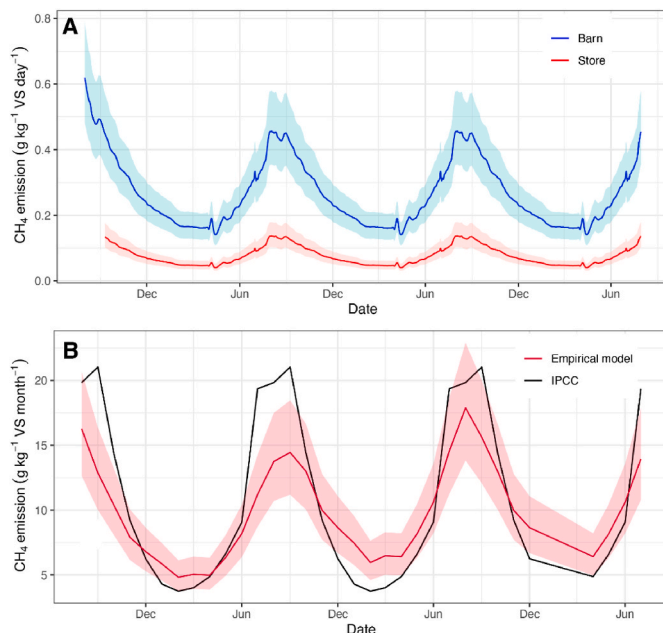 A
CH₄ emission (g kg⁻¹ VS day⁻¹)
0.8
0.6
0.4
0.2
0.0
Barn
Store
Dec
Jun
Dec
Jun
Dec
Jun
Date
B
CH₄ emission (g kg⁻¹ VS month⁻¹)
20
15
10
5
Empirical model
IPCC
Dec
Jun
Dec
Jun
Dec
Jun
Date